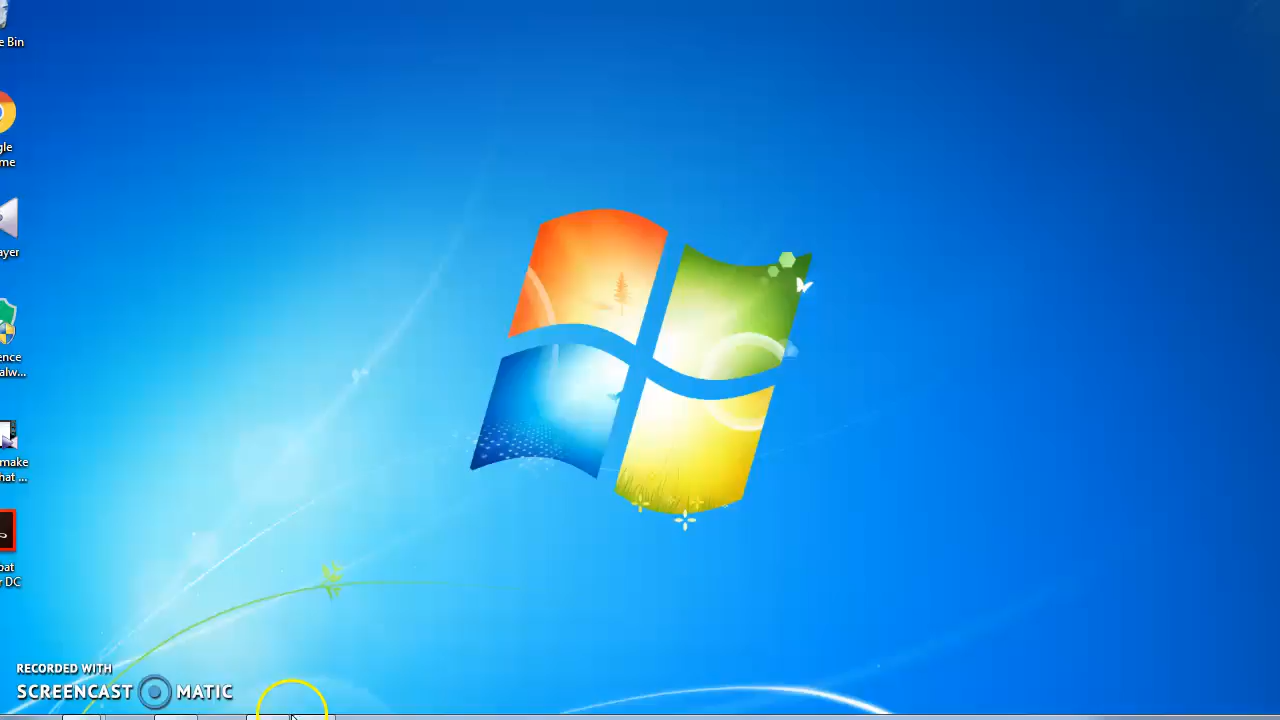 e Bin
gle
me
ayer
ence
alw...
make
hat ...
bat
r DC
RECORDED WITH
SCREENCAST MATIC